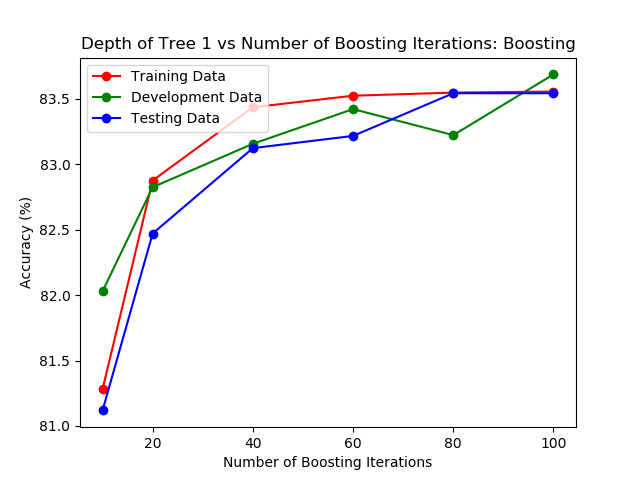 Depth of Tree 1 vs Number of Boosting Iterations: Boosting
Training Data
Development Data
Testing Data
83.5
83.0
82.5
82.0
81.5
81.0
Accuracy (%)
20 40 60 80 100
Number of Boosting Iterations